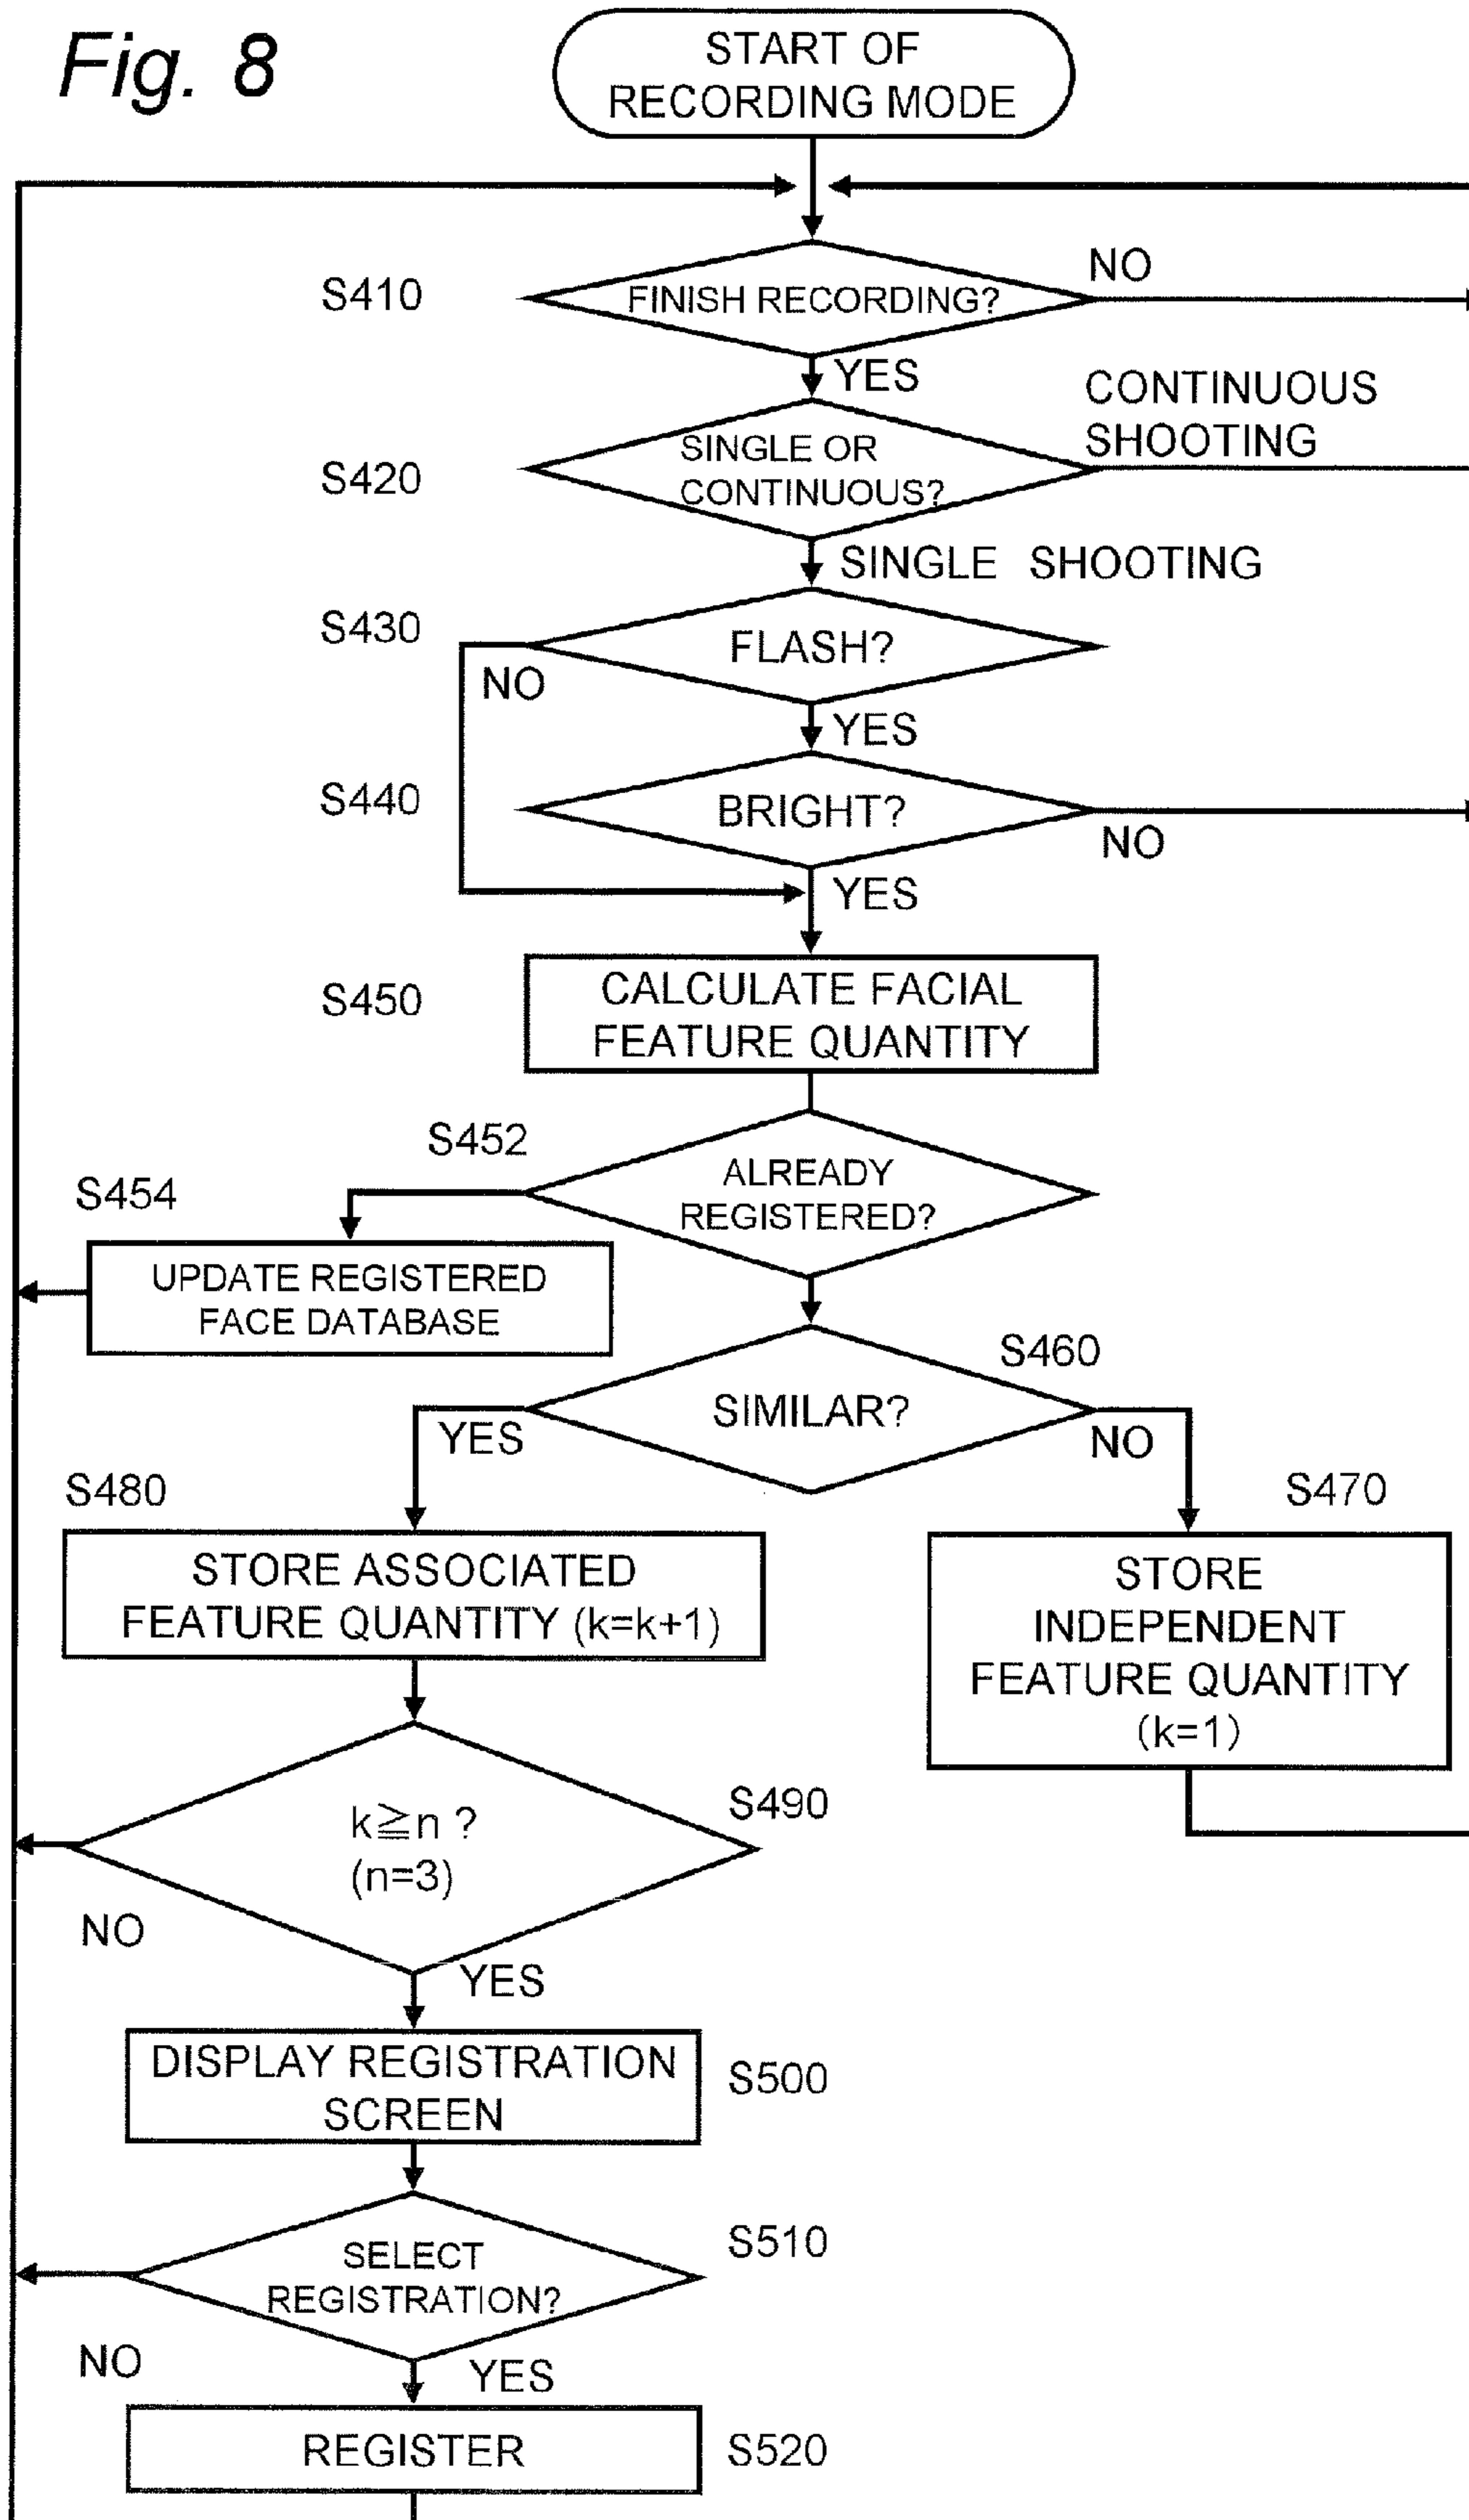 Fig. 8
START OF
RECORDING MODE
S410
FINISH RECORDING?
NO
YES
CONTINUOUS
SHOOTING
S420
SINGLE OR
CONTINUOUS?
SINGLE SHOOTING
S430
FLASH?
NO
YES
S440
BRIGHT?
NO
YES
S450
CALCULATE FACIAL
FEATURE QUANTITY
S452
ALREADY
REGISTERED?
S454
UPDATE REGISTERED
FACE DATABASE
S460
SIMILAR?
YES
NO
S480
STORE ASSOCIATED
FEATURE QUANTITY (k=k+1)
S470
STORE
INDEPENDENT
FEATURE QUANTITY
(k=1)
S490
k≧n ?
(n=3)
NO
YES
DISPLAY REGISTRATION
SCREEN
S500
S510
SELECT
REGISTRATION?
NO
YES
REGISTER
S520